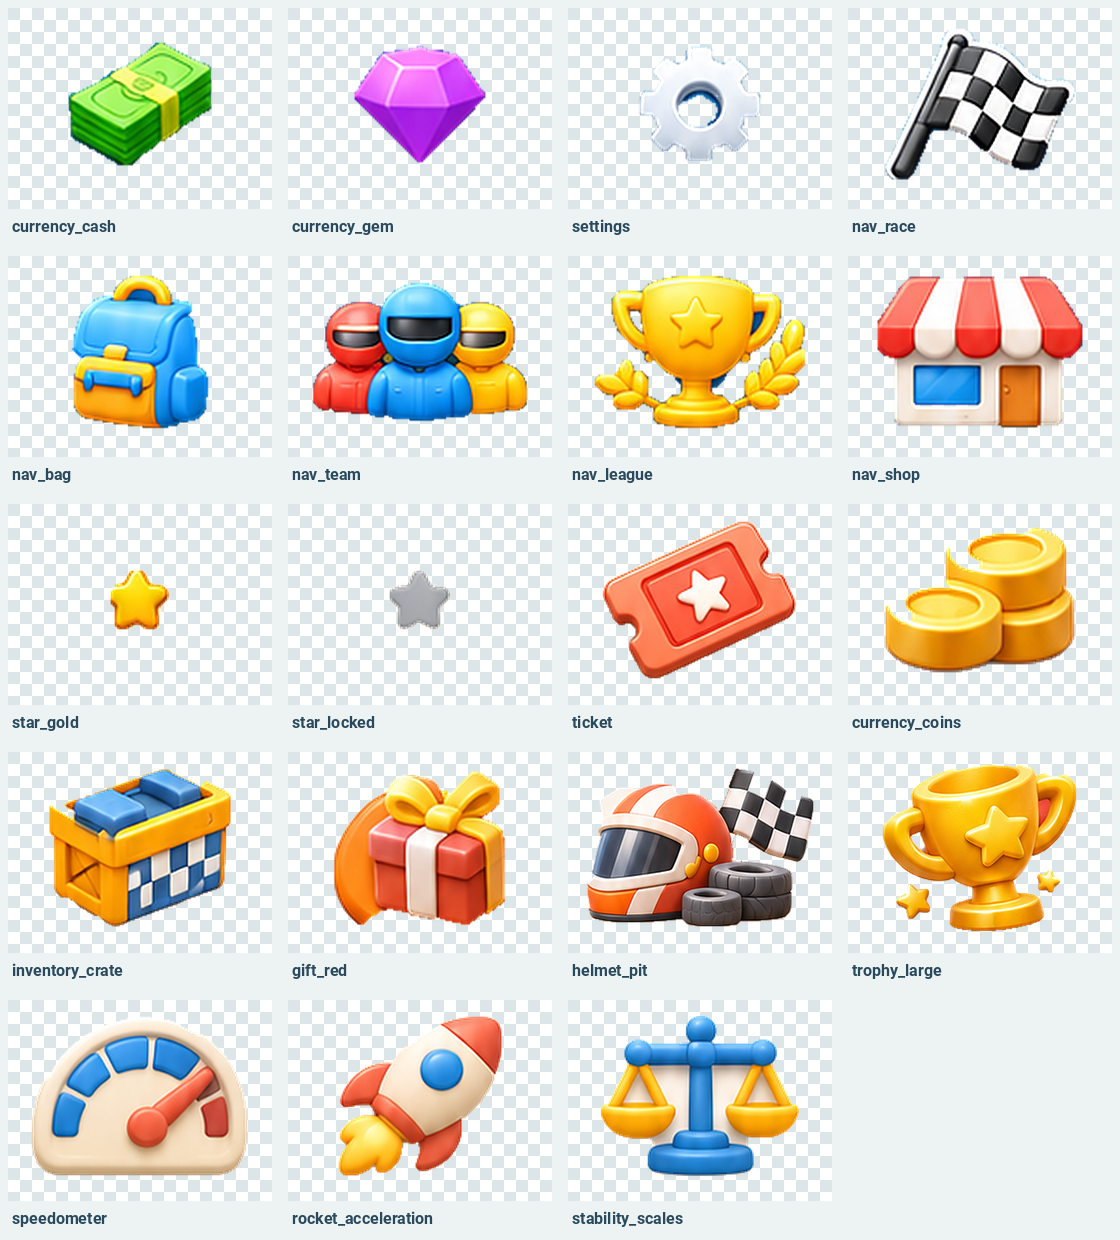 currency_cash
currency_gem
settings
nav_race
nav_bag
nav_team
nav_league
nav_shop
star_gold
star_locked
ticket
currency_coins
inventory_crate
gift_red
helmet_pit
trophy_large
speedometer
rocket_acceleration
stability_scales